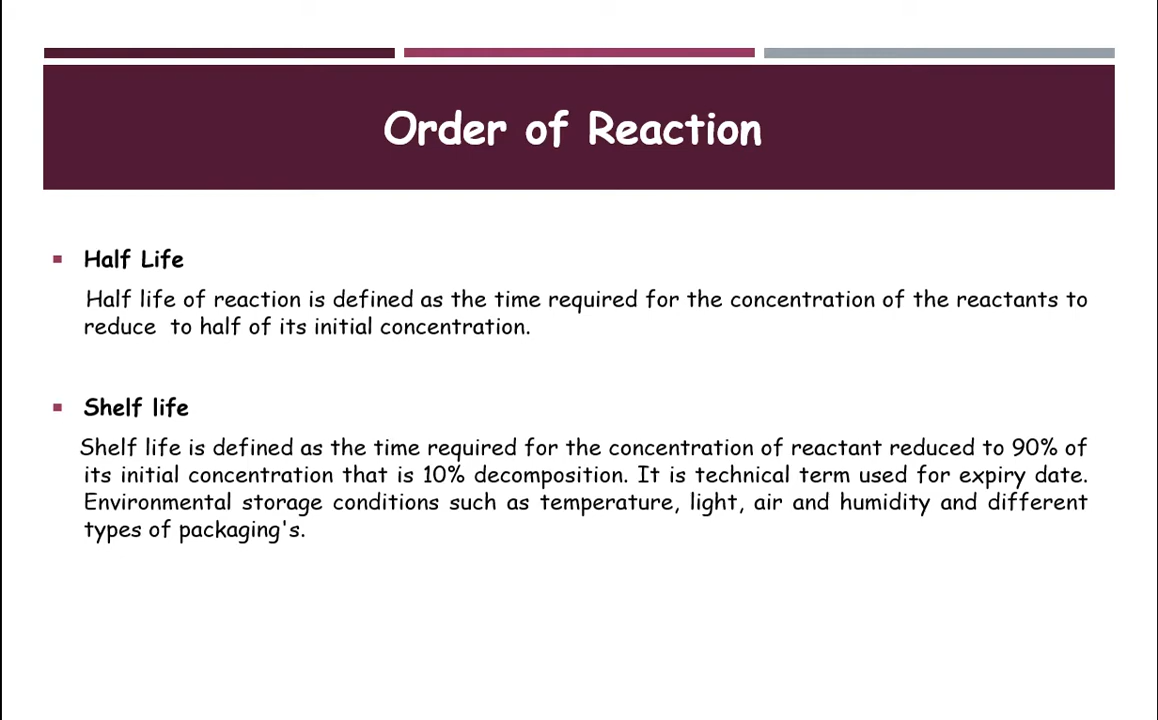 Order of Reaction
Half Life
Half life of reaction is defined as the time required for the concentration of the reactants to
reduce  to half of its initial concentration.
Shelf life
Shelf life is defined as the time required for the concentration of reactant reduced to 90% of
its initial concentration that is 10% decomposition. It is technical term used for expiry date.
Environmental storage conditions such as temperature, light, air and humidity and different
types of packaging's.